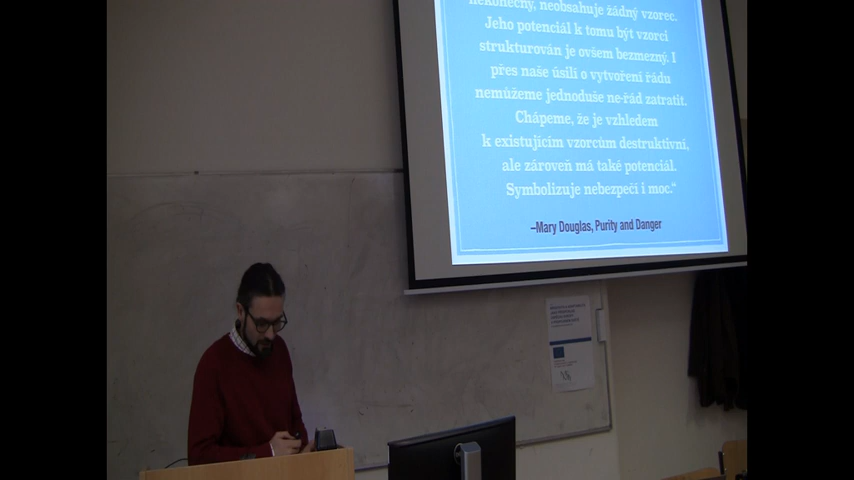 nekonečný, neobsahuje žádný vzorec.
Jeho potenciál k tomu být vzorci
strukturován je ovšem bezmezný. I
přes naše úsilí o vytvoření řádu
nemůžeme jednoduše ne-řád zatratit.
Chápeme, že je vzhledem
k existujícím vzorcům destruktivní,
ale zároveň má také potenciál.
Symbolizuje nebezpečí i moc.“
–Mary Douglas, Purity and Danger